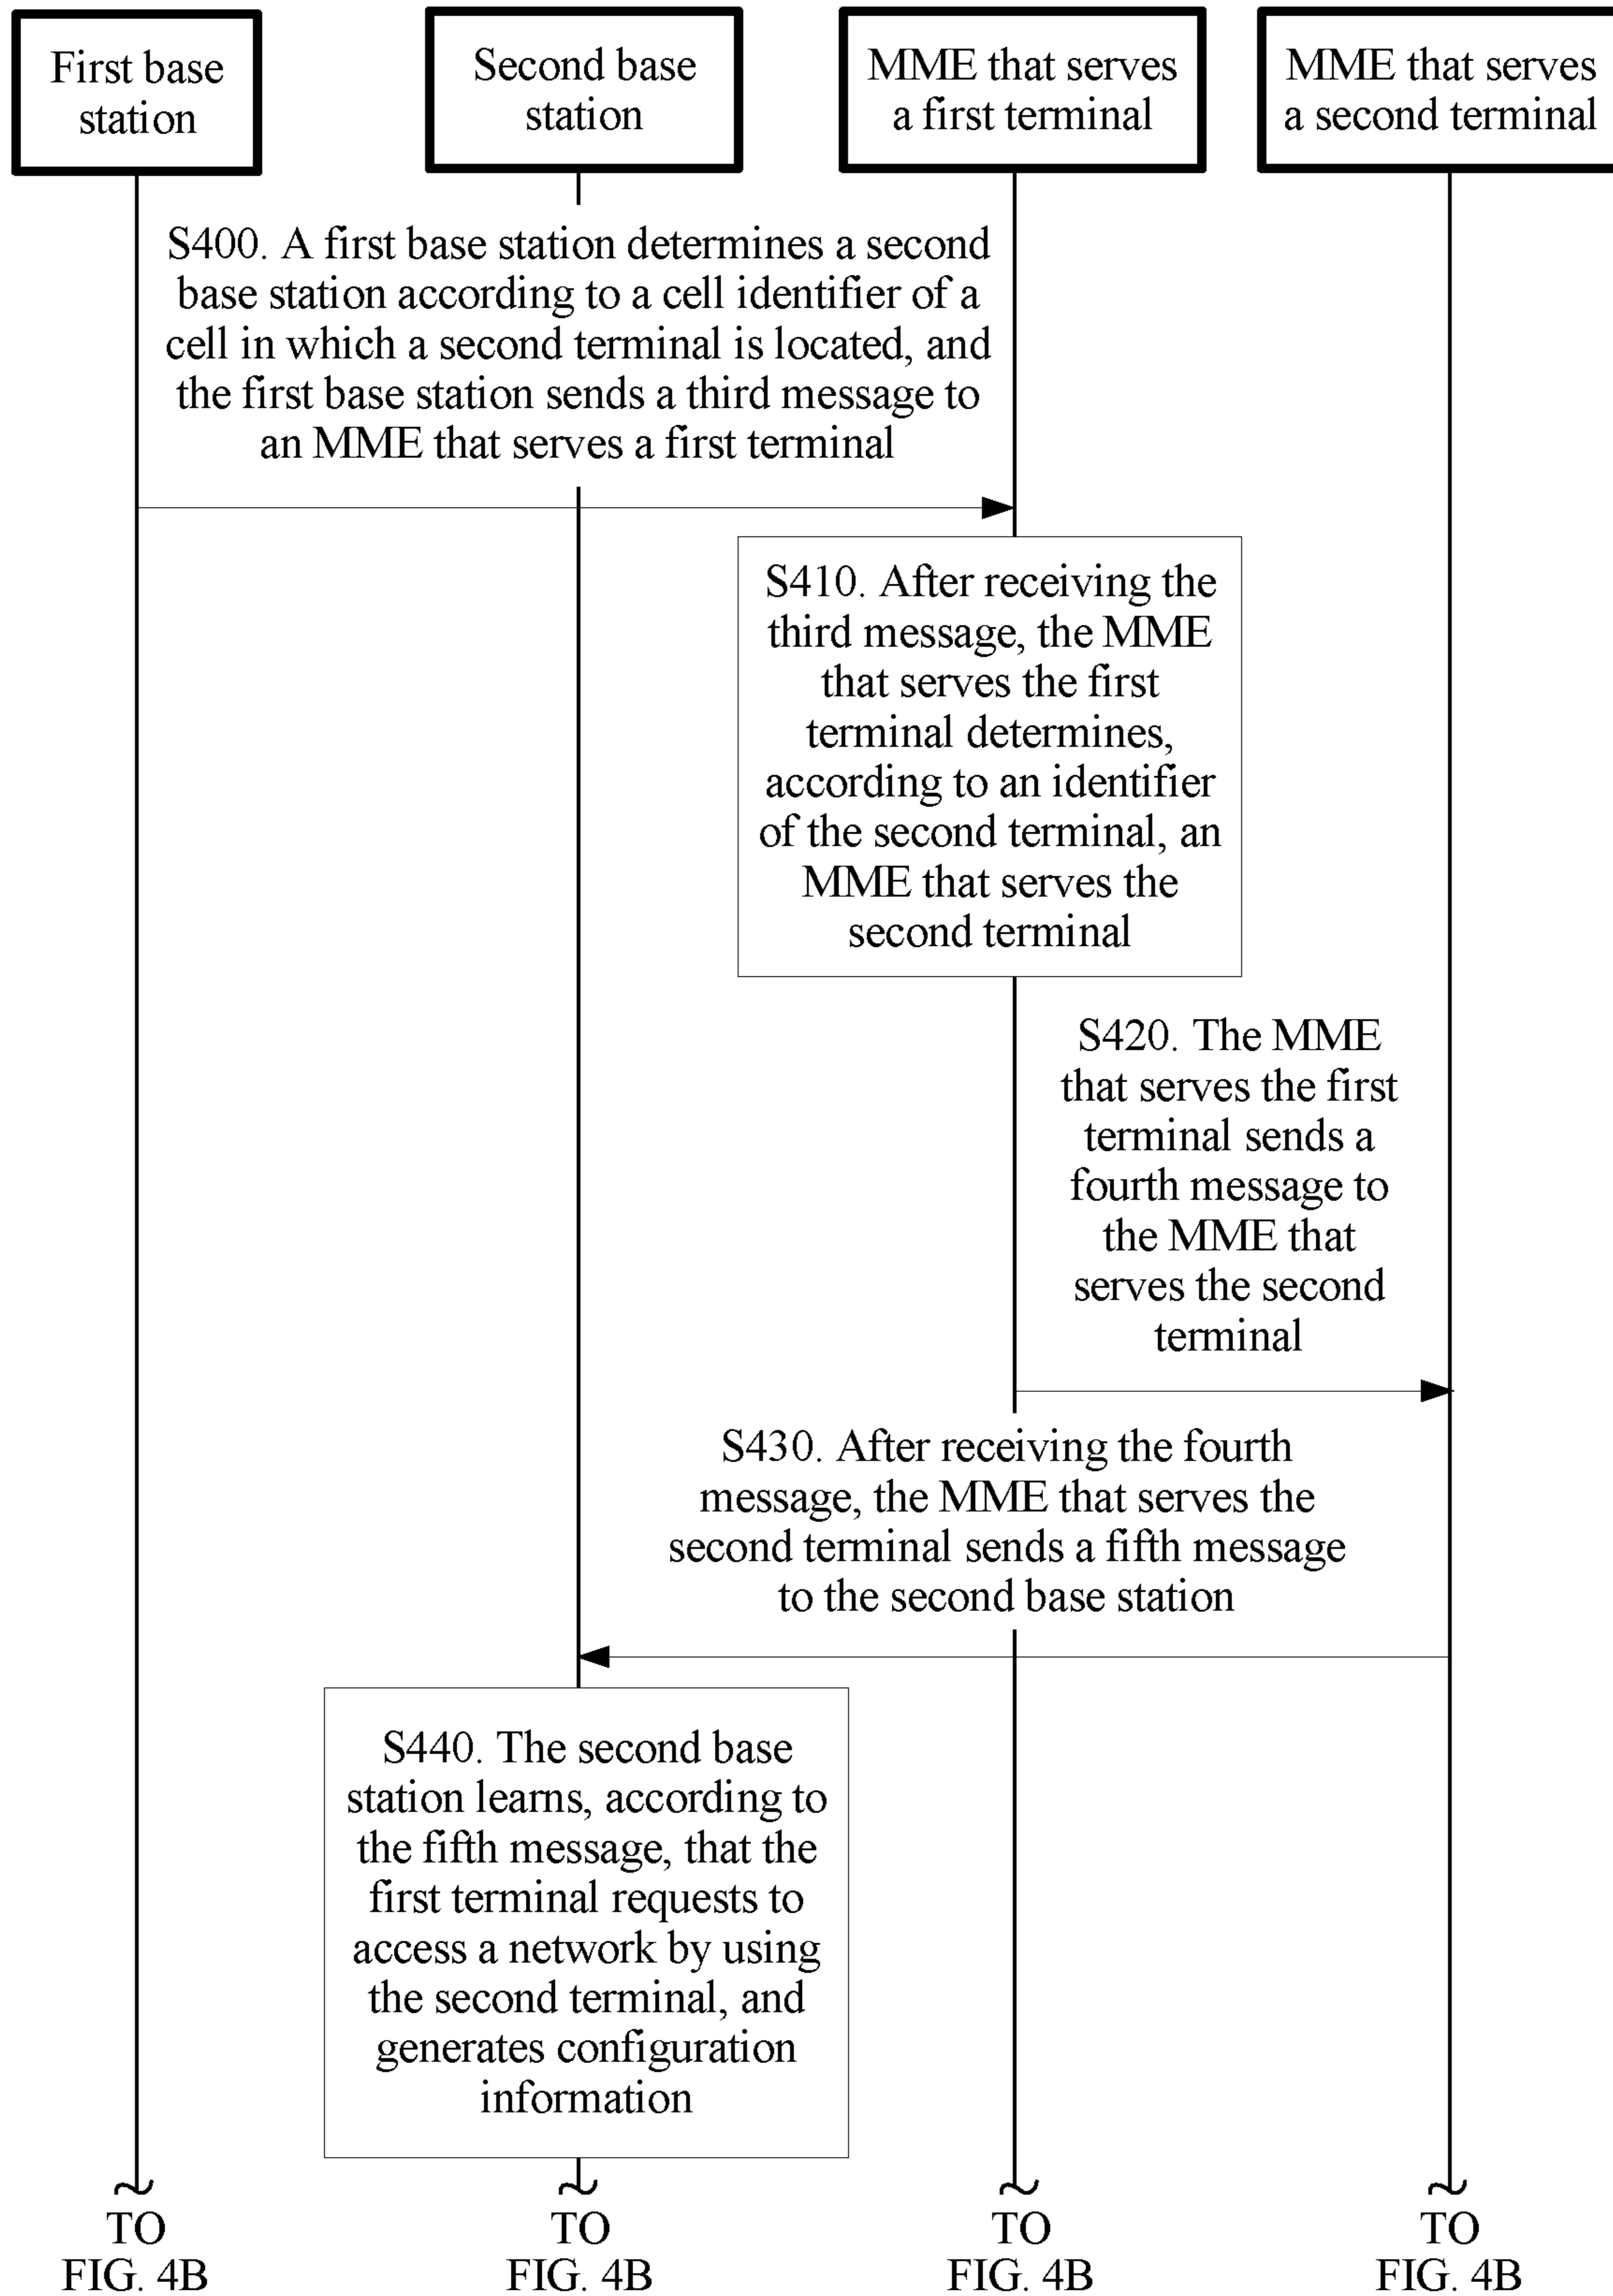 First base
station
Second base
station
MME that serves
a first terminal
MME that serves
a second terminal
S400. A first base station determines a second
base station according to a cell identifier of a
cell in which a second terminal is located, and
the first base station sends a third message to
an MME that serves a first terminal
S410. After receiving the
third message, the MME
that serves the first
terminal determines,
according to an identifier
of the second terminal, an
MME that serves the
second terminal
S420. The MME
that serves the first
terminal sends a
fourth message to
the MME that
serves the second
terminal
S430. After receiving the fourth
message, the MME that serves the
second terminal sends a fifth message
to the second base station
S440. The second base
station learns, according to
the fifth message, that the
first terminal requests to
access a network by using
the second terminal, and
generates configuration
information
TO
FIG. 4B
TO
FIG. 4B
TO
FIG. 4B
TO
FIG. 4B